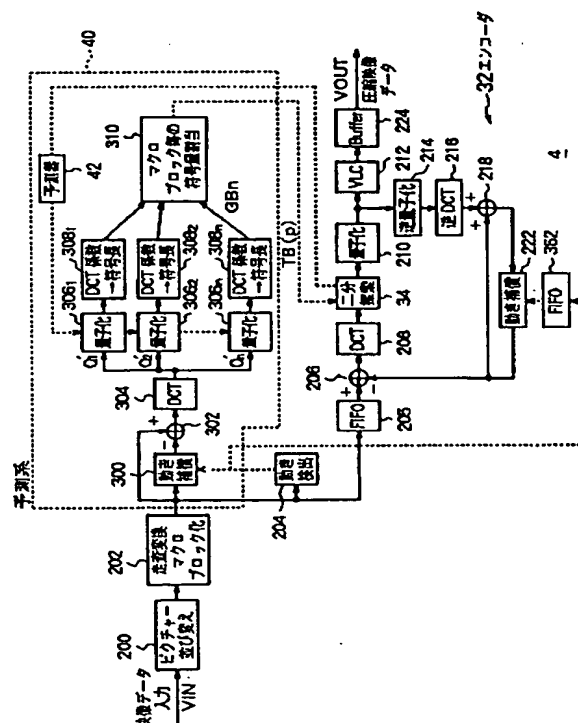 予測系
40
予測器
42
310
マクロ
ブロック毎の
符号量割当
GBn
TB(p)
308₁
DCT係数
→符号長
308₂
DCT係数
→符号長
308n
DCT係数
→符号長
306₁
量子化
306₂
量子化
306n
量子化
Q₁
Q₂
Qn
304
DCT
302
+
-
300
動き
補償
204
動き
検出
202
走査変換
マクロ
ブロック化
200
ピクチャー
並び変え
映像データ
入力
VIN
205
FIFO
206
+
-
208
DCT
34
二分
探索
210
量子化
212
VLC
224
Buffer
VOUT
圧縮映像
データ
32エンコーダ
214
逆量子化
216
逆DCT
218
+
+
222
動き補償
352
FIFO
4